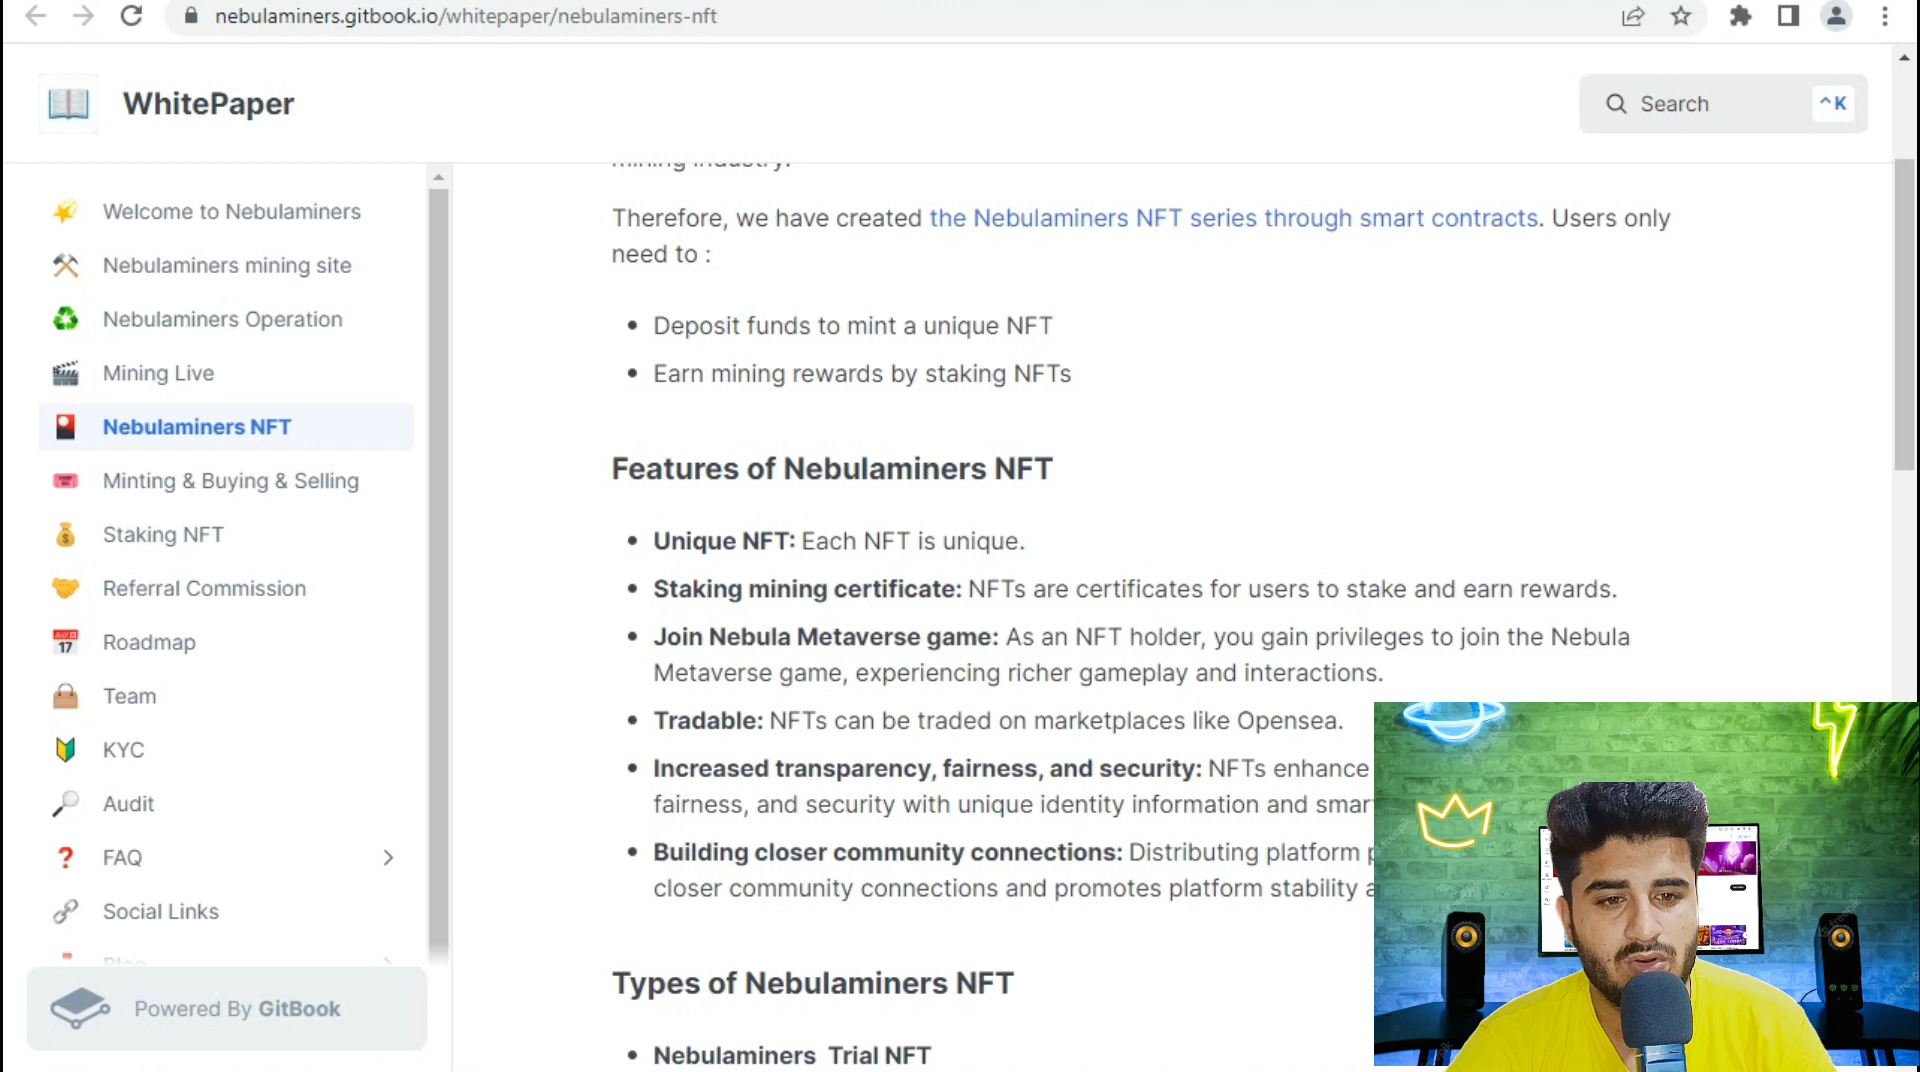 nebulaminers.gitbook.io/whitepaper/nebulaminers-nft
WhitePaper
Search
^K
Welcome to Nebulaminers
Nebulaminers mining site
Nebulaminers Operation
Mining Live
Nebulaminers NFT
Minting & Buying & Selling
Staking NFT
Referral Commission
17
Roadmap
Team
KYC
Audit
FAQ
Social Links
Blog
Powered By GitBook
mining industry.
Therefore, we have created the Nebulaminers NFT series through smart contracts. Users only
need to :
• Deposit funds to mint a unique NFT
• Earn mining rewards by staking NFTs
Features of Nebulaminers NFT
• Unique NFT: Each NFT is unique.
• Staking mining certificate: NFTs are certificates for users to stake and earn rewards.
• Join Nebula Metaverse game: As an NFT holder, you gain privileges to join the Nebula
Metaverse game, experiencing richer gameplay and interactions.
• Tradable: NFTs can be traded on marketplaces like Opensea.
• Increased transparency, fairness, and security: NFTs enhance
fairness, and security with unique identity information and smar
• Building closer community connections: Distributing platform p
closer community connections and promotes platform stability a
Types of Nebulaminers NFT
• Nebulaminers Trial NFT